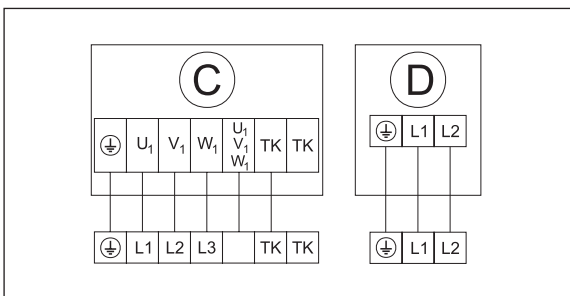 C
D
⏚ U₁ V₁ W₁ U₁ V₁ W₁ TK TK
⏚ L1 L2
⏚ L1 L2 L3 TK TK
⏚ L1 L2